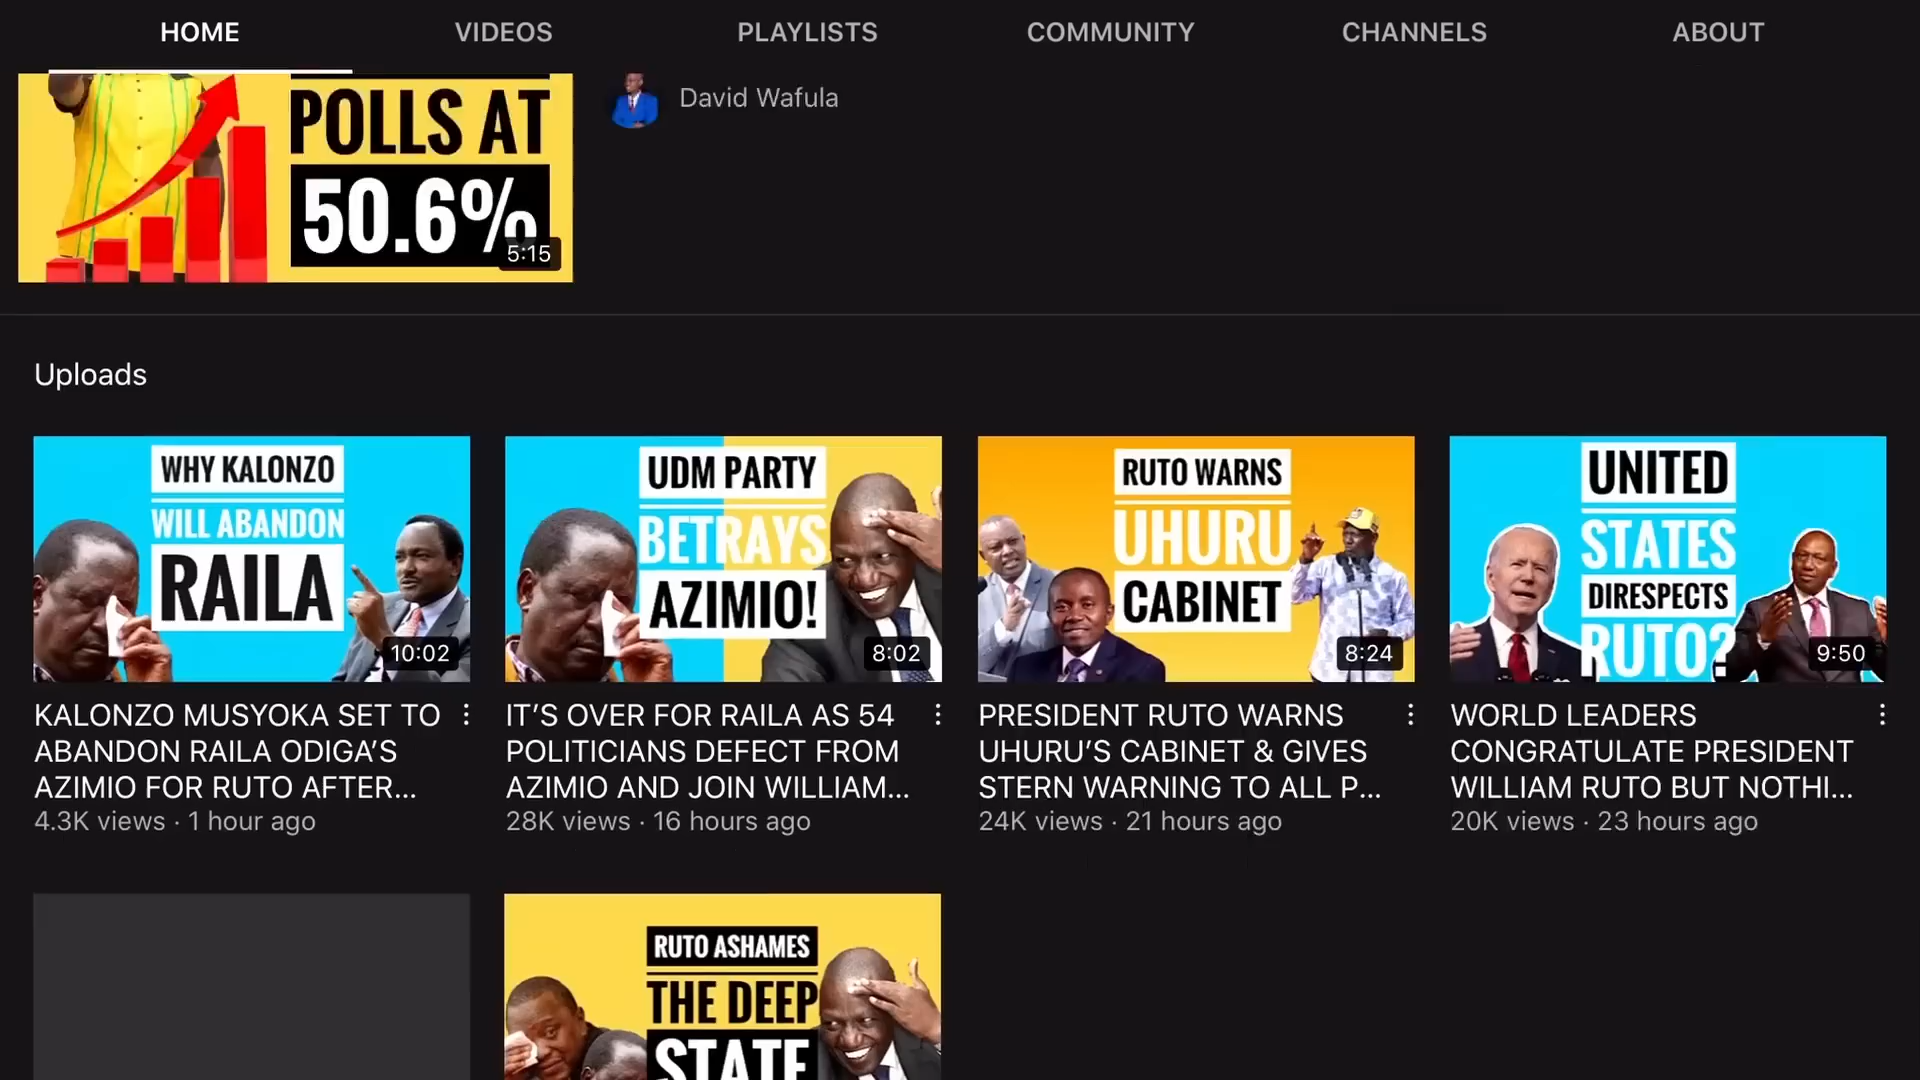 HOME
VIDEOS
PLAYLISTS
COMMUNITY
CHANNELS
ABOUT
POLLS AT
50.6%
5:15
David Wafula
Uploads
WHY KALONZO
WILL ABANDON
RAILA
10:02
UDM PARTY
BETRAYS
AZIMIO!
8:02
RUTO WARNS
UHURU
CABINET
8:24
UNITED
STATES
DIRESPECTS
RUTO?
9:50
KALONZO MUSYOKA SET TO
ABANDON RAILA ODIGA’S
AZIMIO FOR RUTO AFTER...
4.3K views · 1 hour ago
IT’S OVER FOR RAILA AS 54
POLITICIANS DEFECT FROM
AZIMIO AND JOIN WILLIAM...
28K views · 16 hours ago
PRESIDENT RUTO WARNS
UHURU’S CABINET & GIVES
STERN WARNING TO ALL P...
24K views · 21 hours ago
WORLD LEADERS
CONGRATULATE PRESIDENT
WILLIAM RUTO BUT NOTHI...
20K views · 23 hours ago
RUTO ASHAMES
THE DEEP
STATE